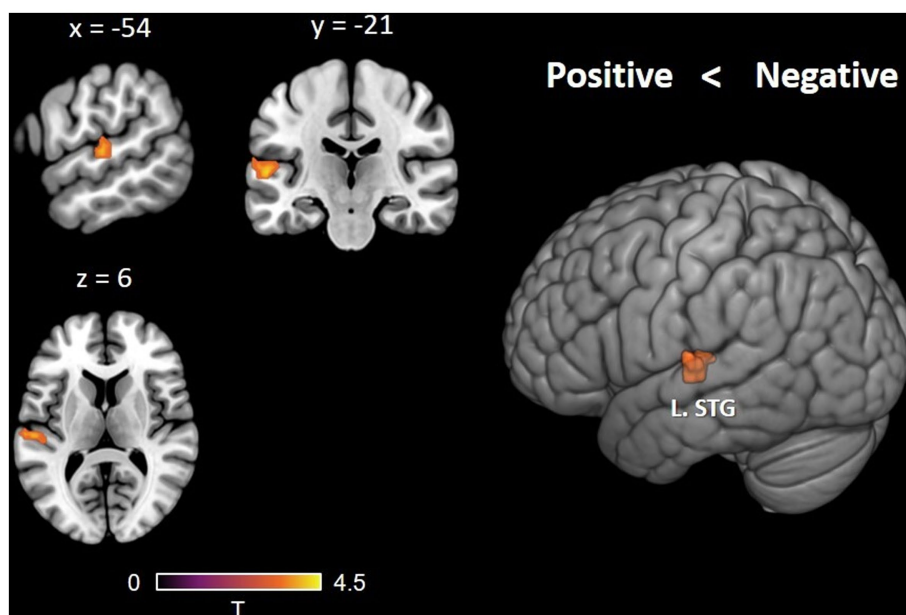 x = -54
y = -21
Positive < Negative
z = 6
L. STG
0
4.5
T